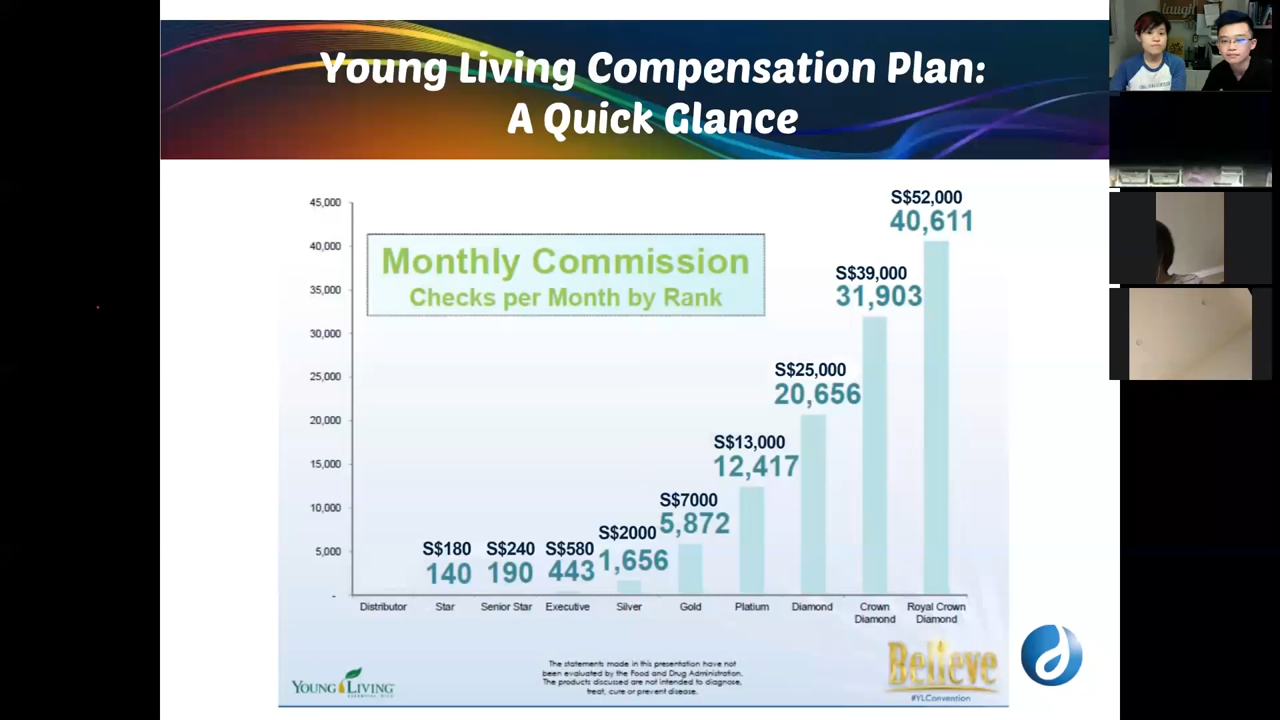 Young Living Compensation Plan:
A Quick Glance
laugh
Monthly Commission
Checks per Month by Rank
45,000
40,000
35,000
30,000
25,000
20,000
15,000
10,000
5,000
-
S$180
140
S$240
190
S$580
443
S$2000
1,656
S$7000
5,872
S$13,000
12,417
S$25,000
20,656
S$39,000
31,903
S$52,000
40,611
Distributor
Star
Senior Star
Executive
Silver
Gold
Platium
Diamond
Crown
Diamond
Royal Crown
Diamond
The statements made in this presentation have not
been evaluated by the Food and Drug Administration.
The products discussed are not intended to diagnose,
treat, cure or prevent disease.
YOUNG LIVING
Believe
#YLConvention